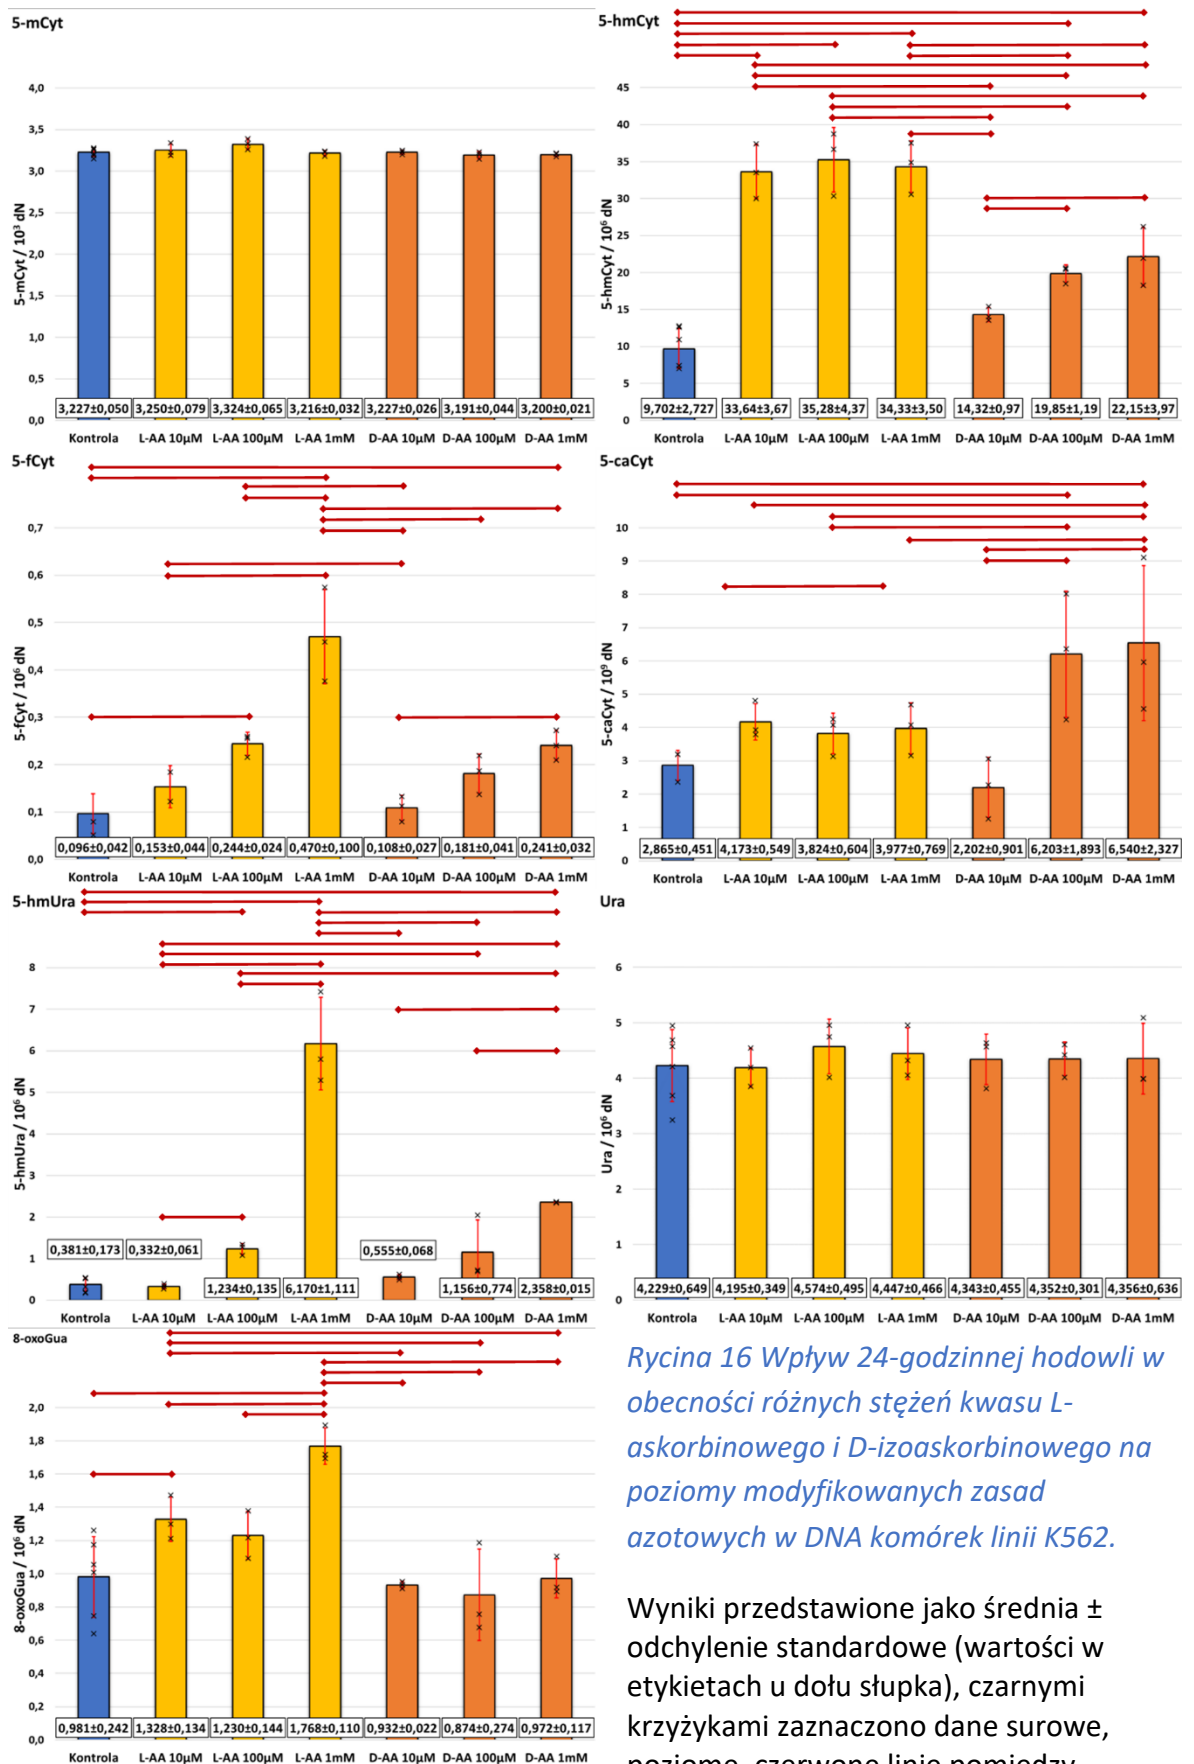 5-mCyt
4,0
3,5
3,0
2,5
2,0
1,5
1,0
0,5
0,0
5-mCyt / 10³ dN
3,227±0,050 3,250±0,079 3,324±0,065 3,216±0,032 3,227±0,026 3,191±0,044 3,200±0,021
Kontrola L-AA 10µM L-AA 100µM L-AA 1mM D-AA 10µM D-AA 100µM D-AA 1mM
5-hmCyt
45
40
35
30
25
20
15
10
5
0
5-hmCyt / 10⁶ dN
9,702±2,727 33,64±3,67 35,28±4,37 34,33±3,50 14,32±0,97 19,85±1,19 22,15±3,97
Kontrola L-AA 10µM L-AA 100µM L-AA 1mM D-AA 10µM D-AA 100µM D-AA 1mM
5-fCyt
0,7
0,6
0,5
0,4
0,3
0,2
0,1
0,0
5-fCyt / 10⁶ dN
0,096±0,042 0,153±0,044 0,244±0,024 0,470±0,100 0,108±0,027 0,181±0,041 0,241±0,032
Kontrola L-AA 10µM L-AA 100µM L-AA 1mM D-AA 10µM D-AA 100µM D-AA 1mM
5-caCyt
10
9
8
7
6
5
4
3
2
1
0
5-caCyt / 10⁹ dN
2,865±0,451 4,173±0,549 3,824±0,604 3,977±0,769 2,202±0,901 6,203±1,893 6,540±2,327
Kontrola L-AA 10µM L-AA 100µM L-AA 1mM D-AA 10µM D-AA 100µM D-AA 1mM
5-hmUra
8
7
6
5
4
3
2
1
0
5-hmUra / 10⁶ dN
0,381±0,173 0,332±0,061 1,234±0,135 6,170±1,111 0,555±0,068 1,156±0,774 2,358±0,015
Kontrola L-AA 10µM L-AA 100µM L-AA 1mM D-AA 10µM D-AA 100µM D-AA 1mM
Ura
6
5
4
3
2
1
0
Ura / 10⁶ dN
4,229±0,649 4,195±0,349 4,574±0,495 4,447±0,466 4,343±0,455 4,352±0,301 4,356±0,636
Kontrola L-AA 10µM L-AA 100µM L-AA 1mM D-AA 10µM D-AA 100µM D-AA 1mM
8-oxoGua
2,0
1,8
1,6
1,4
1,2
1,0
0,8
0,6
0,4
0,2
0,0
8-oxoGua / 10⁶ dN
0,981±0,242 1,328±0,134 1,230±0,144 1,768±0,110 0,932±0,022 0,874±0,274 0,972±0,117
Kontrola L-AA 10µM L-AA 100µM L-AA 1mM D-AA 10µM D-AA 100µM D-AA 1mM
Rycina 16 Wpływ 24-godzinnej hodowli w
obecności różnych stężeń kwasu L-
askorbinowego i D-izoaskorbinowego na
poziomy modyfikowanych zasad
azotowych w DNA komórek linii K562.
Wyniki przedstawione jako średnia ±
odchylenie standardowe (wartości w
etykietach u dołu słupka), czarnymi
krzyżykami zaznaczono dane surowe,
poziome, czerwone linie pomiędzy